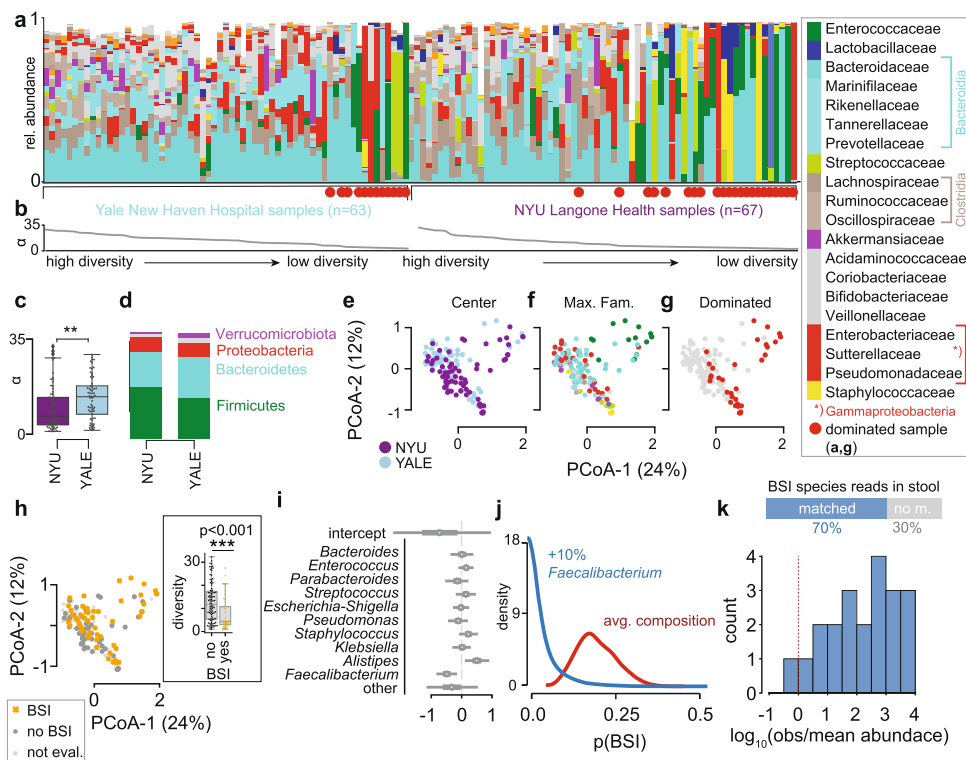 a
1
rel. abundance
0
Yale New Haven Hospital samples (n=63)
NYU Langone Health samples (n=67)
b
35
α
0
high diversity
low diversity
high diversity
low diversity
Enterococcaceae
Lactobacillaceae
Bacteroidaceae
Marinifilaceae
Rikenellaceae
Tannerellaceae
Prevotellaceae
Bacteroidia
Streptococcaceae
Lachnospiraceae
Ruminococcaceae
Oscillospiraceae
Clostridia
Akkermansiaceae
Acidaminococcaceae
Coriobacteriaceae
Bifidobacteriaceae
Veillonellaceae
Enterobacteriaceae
Sutterellaceae
*)
Pseudomonadaceae
Staphylococcaceae
*) Gammaproteobacteria
dominated sample
(a,g)
c
35
**
α
0
NYU
YALE
d
Verrucomicrobiota
Proteobacteria
Bacteroidetes
Firmicutes
NYU
YALE
e
Center
f
Max. Fam.
g
Dominated
PCoA-2 (12%)
1
0
-1
0
2
0
2
0
2
NYU
YALE
PCoA-1 (24%)
h
PCoA-2 (12%)
1
-1
0
2
PCoA-1 (24%)
p<0.001
***
30
diversity
0
no
yes
BSI
BSI
no BSI
not eval.
i
intercept
Bacteroides
Enterococcus
Parabacteroides
Streptococcus
Escherichia-Shigella
Pseudomonas
Staphylococcus
Klebsiella
Alistipes
Faecalibacterium
other
-1
0
1
j
18
+10%
Faecalibacterium
density
9
avg. composition
0
0.0
0.25
0.5
p(BSI)
k
BSI species reads in stool
matched
no m.
70%
30%
count
4
3
2
1
0
-1
0
1
2
3
4
log10(obs/mean abundace)